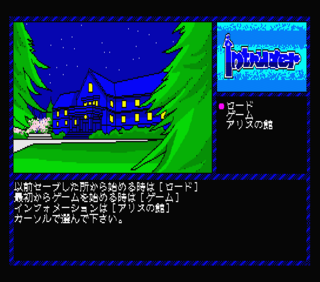 Intruder
ロード
ゲーム
アリスの館
以前セーブした所から始める時は[ロード]
最初からゲームを始める時は[ゲーム]
インフォメーションは[アリスの館]
カーソルで選んで下さい。